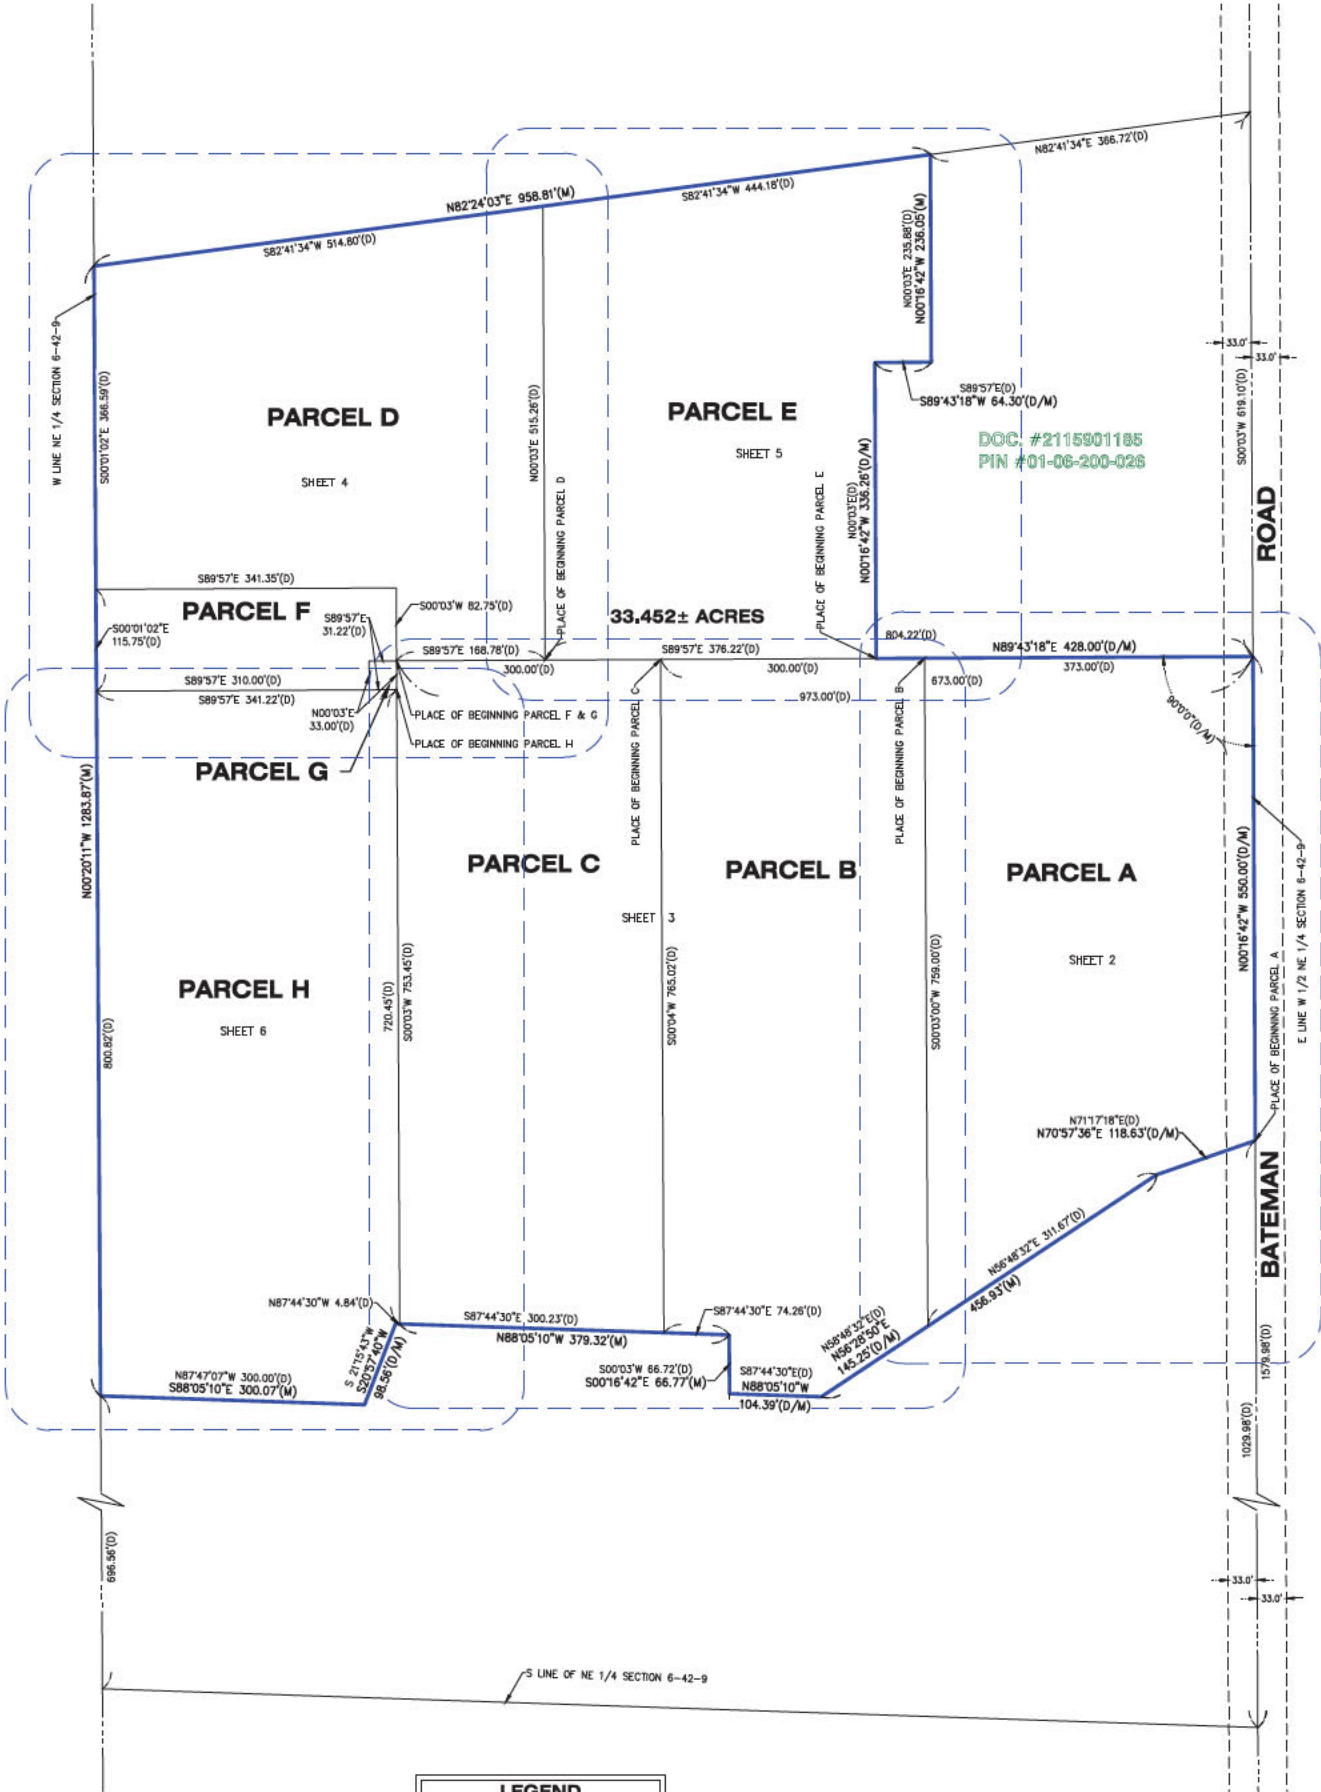 N82°41'34"E 366.72'(D)
N82°24'03"E 958.81'(M)
S82°41'34"W 444.18'(D)
S82°41'34"W 514.80'(D)
N00°03'E 235.88'(D)
N00°16'42"W 236.05'(M)
W LINE NE 1/4 SECTION 6-42-9
S00°01'02"E 366.59'(D)
33.0'
33.0'
S00°03'W 619.10'(D)
S89°57'E(D)
S89°43'18"W 64.30'(D/M)
PARCEL D
SHEET 4
PARCEL E
SHEET 5
DOC. #2115901185
PIN #01-06-200-026
N00°03'E 515.26'(D)
PLACE OF BEGINNING PARCEL D
N00°03'E(D)
N00°16'42"W 336.26'(D/M)
PLACE OF BEGINNING PARCEL E
ROAD
S89°57'E 341.35'(D)
PARCEL F
S89°57'E
31.22'(D)
S00°03'W 82.75'(D)
S00°01'02"E
115.75'(D)
33.452± ACRES
804.22'(D)
S89°57'E 168.78'(D)
S89°57'E 376.22'(D)
N89°43'18"E 428.00'(D/M)
300.00'(D)
300.00'(D)
373.00'(D)
673.00'(D)
973.00'(D)
S89°57'E 310.00'(D)
S89°57'E 341.22'(D)
N00°03'E
33.00'(D)
PLACE OF BEGINNING PARCEL F & G
PLACE OF BEGINNING PARCEL H
PLACE OF BEGINNING PARCEL C
PLACE OF BEGINNING PARCEL B
90°0'0"(D/M)
PARCEL G
N00°20'11"W 1283.87'(M)
PARCEL C
PARCEL B
PARCEL A
SHEET 3
SHEET 2
N00°16'42"W 550.00'(D/M)
E LINE W 1/2 NE 1/4 SECTION 6-42-9
PLACE OF BEGINNING PARCEL A
PARCEL H
SHEET 6
800.82'(D)
720.45'(D)
S00°03'W 753.45'(D)
S00°04'W 765.02'(D)
S00°03'00"W 759.00'(D)
N71°17'18"E(D)
N70°57'36"E 118.63'(D/M)
BATEMAN
N56°48'32"E 311.67'(D)
456.93'(M)
N87°44'30"W 4.84'(D)
S87°44'30"E 300.23'(D)
N88°05'10"W 379.32'(M)
S87°44'30"E 74.26'(D)
N58°48'32"E(D)
N56°28'50"E
145.25'(D/M)
S 21°15'43"W
S20°57'40"W
98.56'(D/M)
S00°03'W 66.72'(D)
S00°16'42"E 66.77'(M)
S87°44'30"E(D)
N88°05'10"W
104.39'(D/M)
N87°47'07"W 300.00'(D)
S88°05'10"E 300.07'(M)
1579.98'(D)
1029.98'(D)
696.56'(D)
33.0'
33.0'
S LINE OF NE 1/4 SECTION 6-42-9
LEGEND